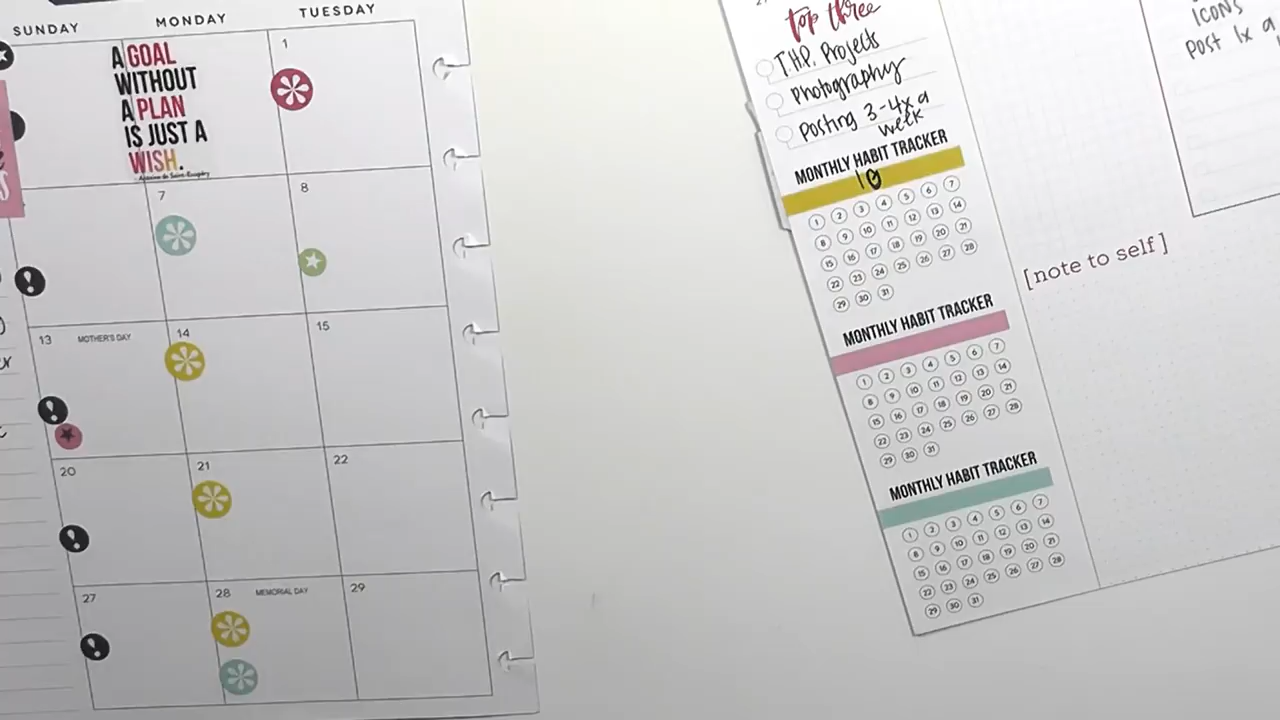 SUNDAY MONDAY TUESDAY
A GOAL
WITHOUT
A PLAN
IS JUST A
WISH.
- Antoine de Saint-Exupéry
1
7
8
13 MOTHER'S DAY 14 15
20 21 22
27 28 MEMORIAL DAY 29
top three
T.H.P. Projects
Photography
Posting 3-4x a
week
MONTHLY HABIT TRACKER
1 2 3 4 5 6 7
8 9 10 11 12 13 14
15 16 17 18 19 20 21
22 23 24 25 26 27 28
29 30 31
MONTHLY HABIT TRACKER
1 2 3 4 5 6 7
8 9 10 11 12 13 14
15 16 17 18 19 20 21
22 23 24 25 26 27 28
29 30 31
MONTHLY HABIT TRACKER
1 2 3 4 5 6 7
8 9 10 11 12 13 14
15 16 17 18 19 20 21
22 23 24 25 26 27 28
29 30 31
[note to self]
ICONS
Post 1x a